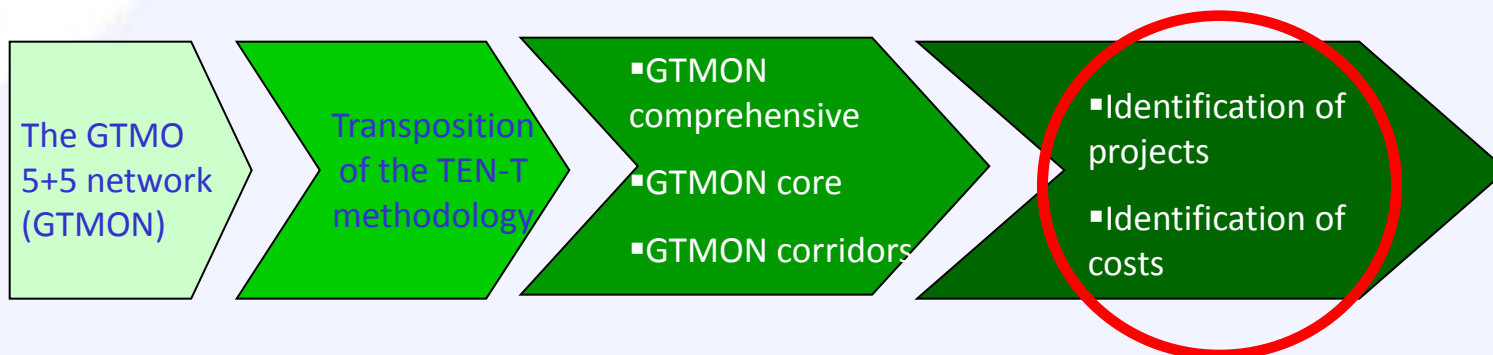 The GTMO
5+5 network
(GTMON)
Transposition
of the TEN-T
methodology
▪GTMON
comprehensive
▪GTMON core
▪GTMON corridors
▪Identification of
projects
▪Identification of
costs